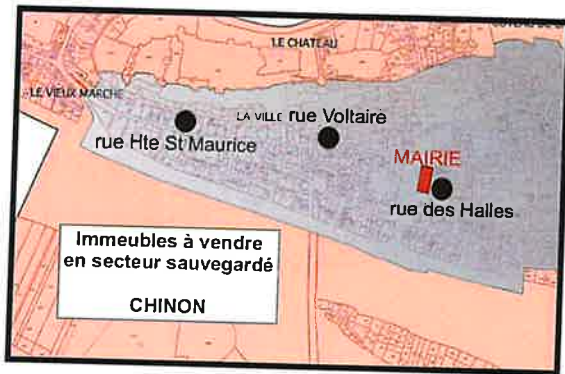 LE CHATEAU
LE VIEUX MARCHE
LA VILLE rue Voltaire
rue Hte St Maurice
MAIRIE
rue des Halles
Immeubles à vendre
en secteur sauvegardé
CHINON